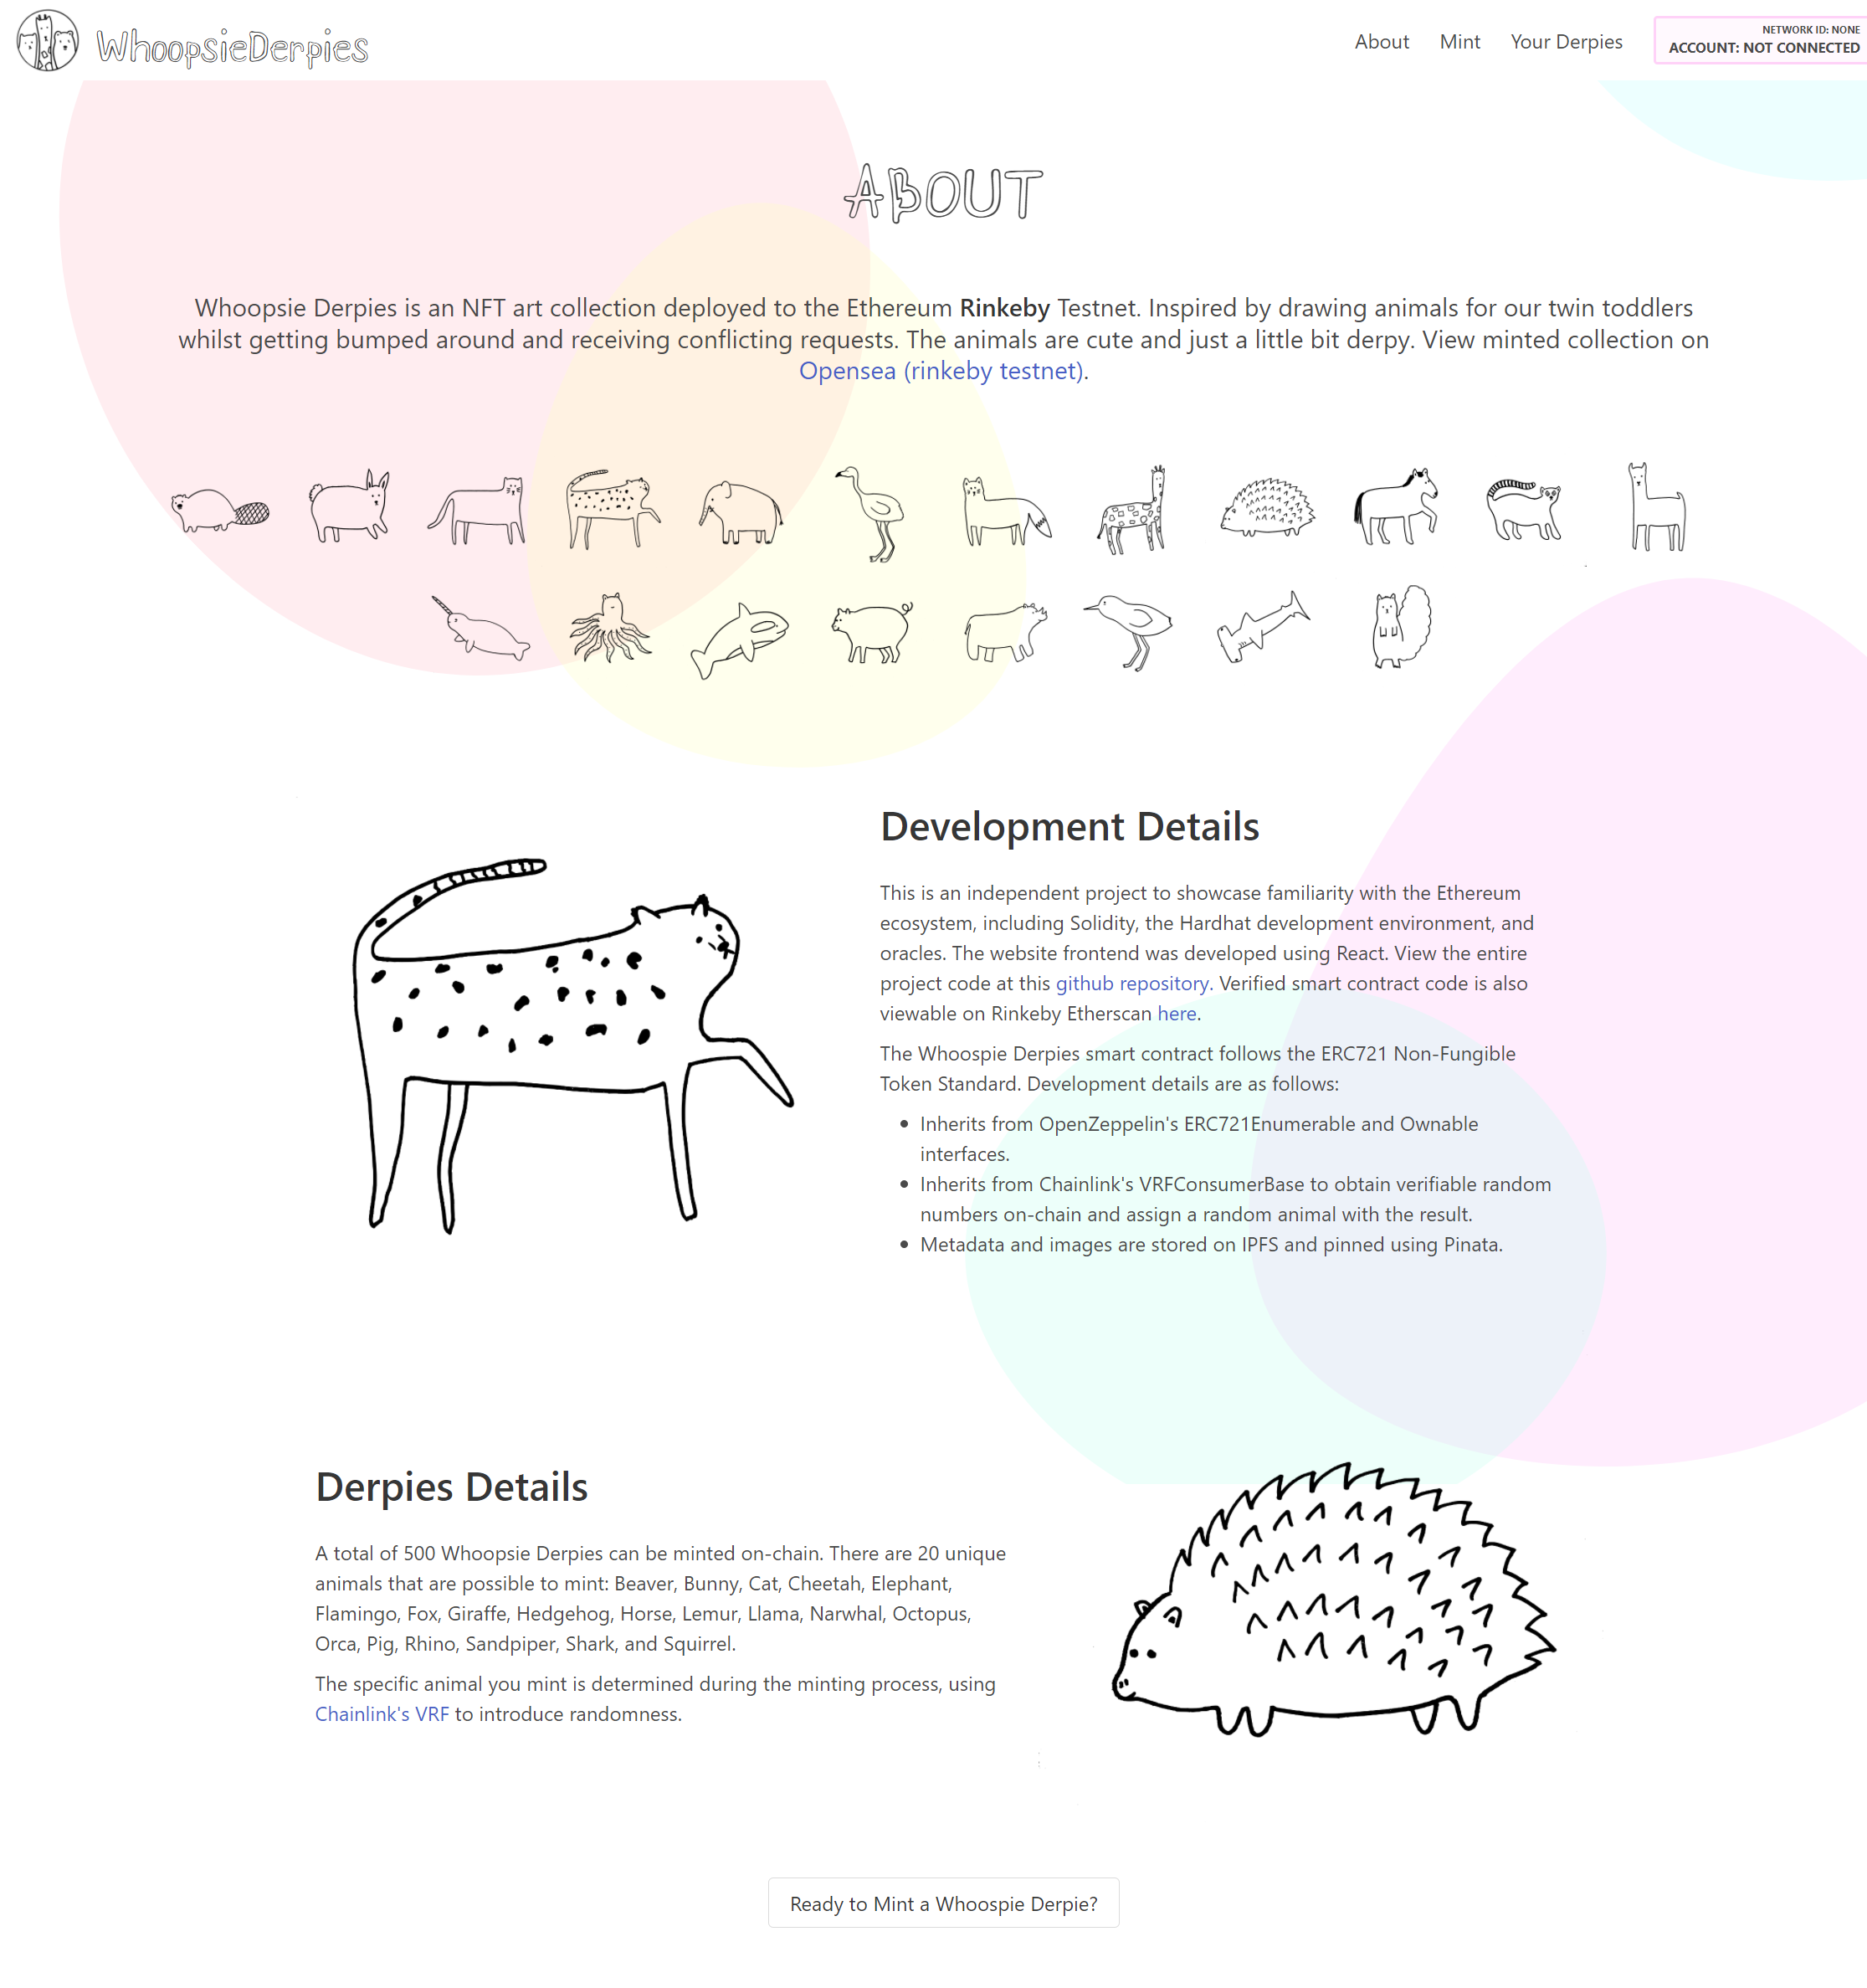 WhoopsieDerpies
About
Mint
Your Derpies
NETWORK ID: NONE
ACCOUNT: NOT CONNECTED
ABOUT
Whoopsie Derpies is an NFT art collection deployed to the Ethereum Rinkeby Testnet. Inspired by drawing animals for our twin toddlers
whilst getting bumped around and receiving conflicting requests. The animals are cute and just a little bit derpy. View minted collection on
Opensea (rinkeby testnet).
Development Details
This is an independent project to showcase familiarity with the Ethereum
ecosystem, including Solidity, the Hardhat development environment, and
oracles. The website frontend was developed using React. View the entire
project code at this github repository. Verified smart contract code is also
viewable on Rinkeby Etherscan here.
The Whoospie Derpies smart contract follows the ERC721 Non-Fungible
Token Standard. Development details are as follows:
• Inherits from OpenZeppelin's ERC721Enumerable and Ownable
interfaces.
• Inherits from Chainlink's VRFConsumerBase to obtain verifiable random
numbers on-chain and assign a random animal with the result.
• Metadata and images are stored on IPFS and pinned using Pinata.
Derpies Details
A total of 500 Whoopsie Derpies can be minted on-chain. There are 20 unique
animals that are possible to mint: Beaver, Bunny, Cat, Cheetah, Elephant,
Flamingo, Fox, Giraffe, Hedgehog, Horse, Lemur, Llama, Narwhal, Octopus,
Orca, Pig, Rhino, Sandpiper, Shark, and Squirrel.
The specific animal you mint is determined during the minting process, using
Chainlink's VRF to introduce randomness.
Ready to Mint a Whoospie Derpie?